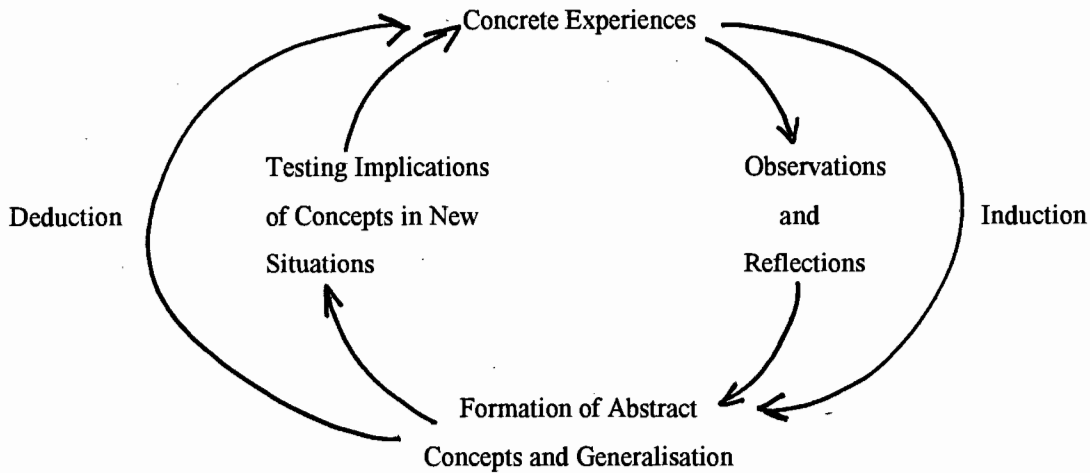 Concrete Experiences
Testing Implications
of Concepts in New
Situations
Observations
and
Reflections
Deduction
Induction
Formation of Abstract
Concepts and Generalisation